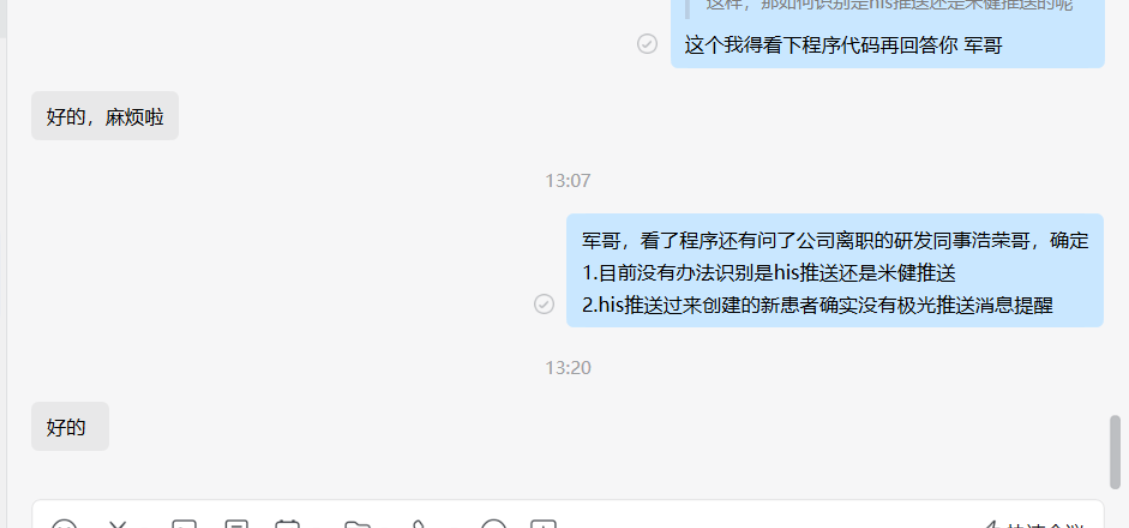 这样，那如何识别是his推送还是米健推送的呢
这个我得看下程序代码再回答你 军哥
好的，麻烦啦
13:07
军哥，看了程序还有问了公司离职的研发同事浩荣哥，确定
1.目前没有办法识别是his推送还是米健推送
2.his推送过来创建的新患者确实没有极光推送消息提醒
13:20
好的